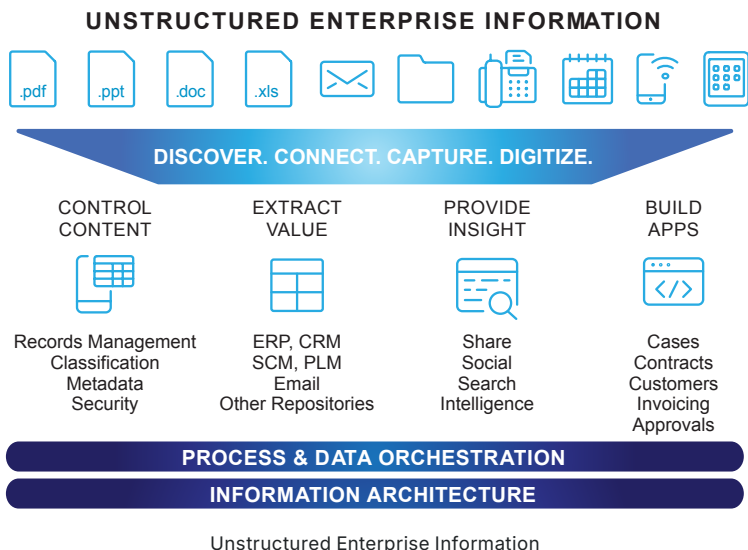 UNSTRUCTURED ENTERPRISE INFORMATION
.pdf
.ppt
.doc
.xls
DISCOVER. CONNECT. CAPTURE. DIGITIZE.
CONTROL
CONTENT
Records Management
Classification
Metadata
Security
EXTRACT
VALUE
ERP, CRM
SCM, PLM
Email
Other Repositories
PROVIDE
INSIGHT
Share
Social
Search
Intelligence
BUILD
APPS
</>
Cases
Contracts
Customers
Invoicing
Approvals
PROCESS & DATA ORCHESTRATION
INFORMATION ARCHITECTURE
Unstructured Enterprise Information